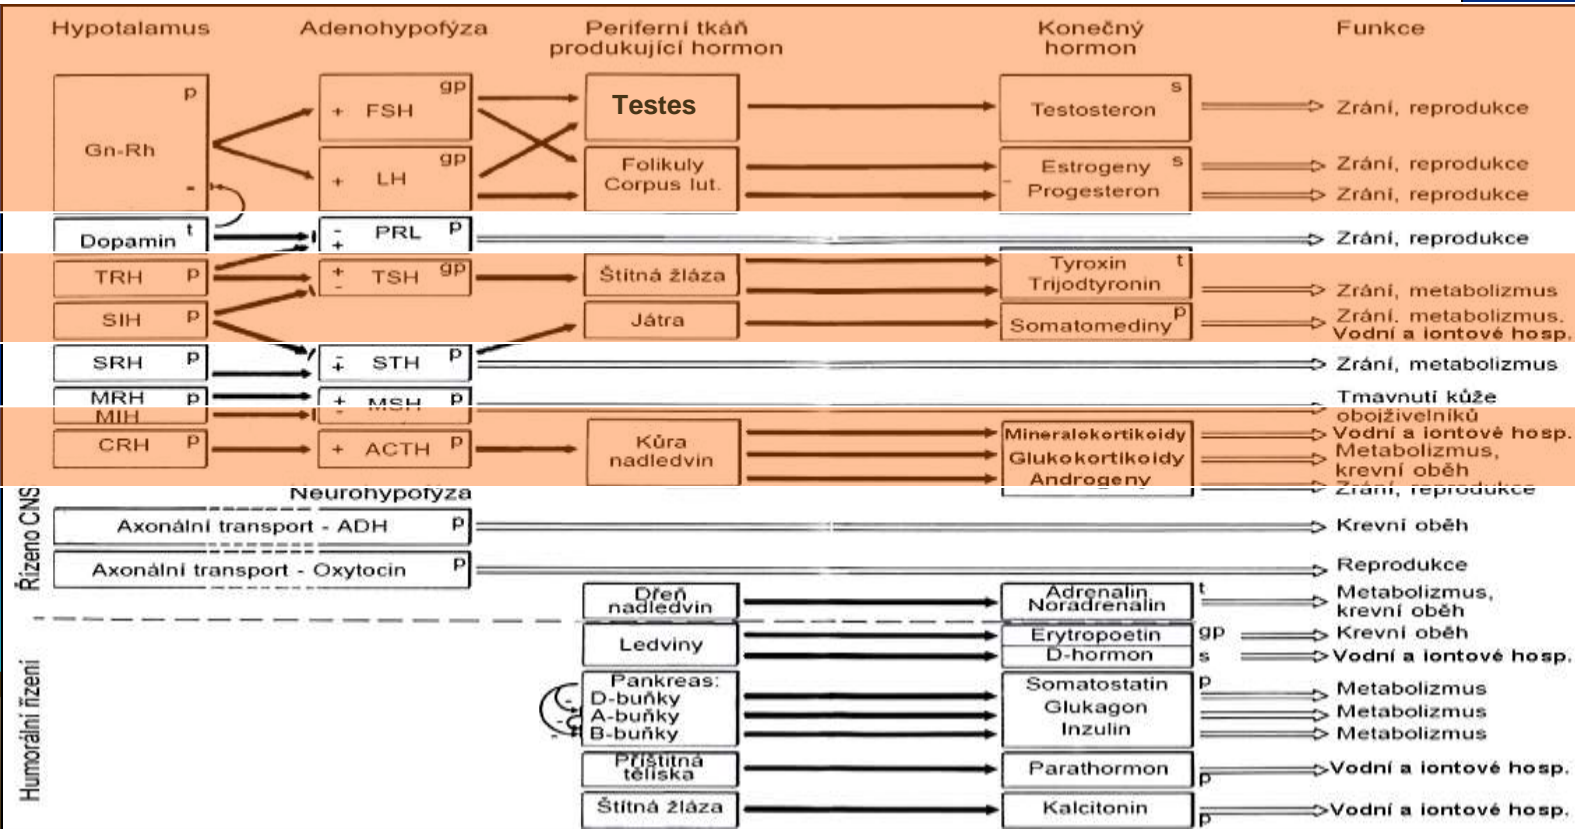 Hypotalamus Adenohypofýza Periferní tkáň Konečný Funkce
produkující hormon hormon
p gp s
+ FSH Testes Testosteron Zrání, reprodukce
Gn-Rh
gp s
+ LH Folikuly Estrogeny Zrání, reprodukce
- Corpus lut. - Progesteron Zrání, reprodukce
Dopamin t - + PRL p Zrání, reprodukce
TRH p + - TSH gp Štítná žláza Tyroxin t
Trijodtyronin Zrání, metabolizmus
SIH p Játra Somatomediny p Zrání. metabolizmus.
Vodní a iontové hosp.
SRH p - + STH p Zrání, metabolizmus
MRH p + MSH p Tmavnutí kůže
MIH - obojživelníků
CRH p + ACTH p Kůra Mineralokortikoidy Vodní a iontové hosp.
nadledvin Glukokortikoidy Metabolizmus,
krevní oběh
Androgeny Zrání, reprodukce
Neurohypofýza
Řízeno CNS
Axonální transport - ADH p Krevní oběh
Axonální transport - Oxytocin p Reprodukce
Dřeň Adrenalin t Metabolizmus,
nadledvin Noradrenalin krevní oběh
Humorální řízení
Ledviny Erytropoetin gp Krevní oběh
D-hormon s Vodní a iontové hosp.
Pankreas: Somatostatin p Metabolizmus
- D-buňky
- A-buňky Glukagon Metabolizmus
- B-buňky Inzulin Metabolizmus
Příštitná Parathormon p Vodní a iontové hosp.
tělíska
Štítná žláza Kalcitonin p Vodní a iontové hosp.